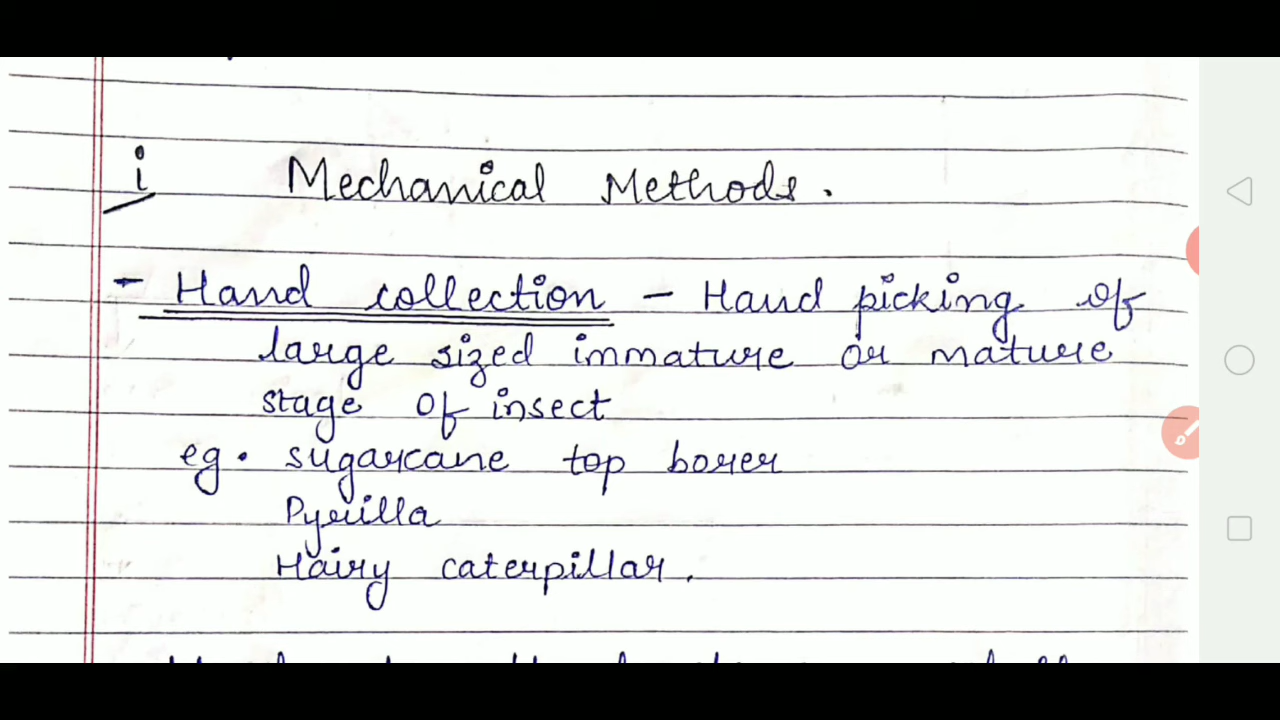 i Mechanical Methods.
- Hand collection - Hand picking of
large sized immature or mature
stage of insect
eg. sugarcane top borer
Pyrilla
Hairy caterpillar.